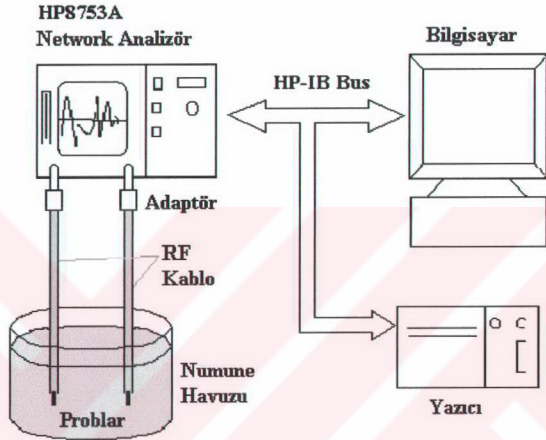 HP8753A
Network Analizör
Bilgisayar
HP-IB Bus
Adaptör
RF
Kablo
Numune
Havuzu
Problar
Yazıcı